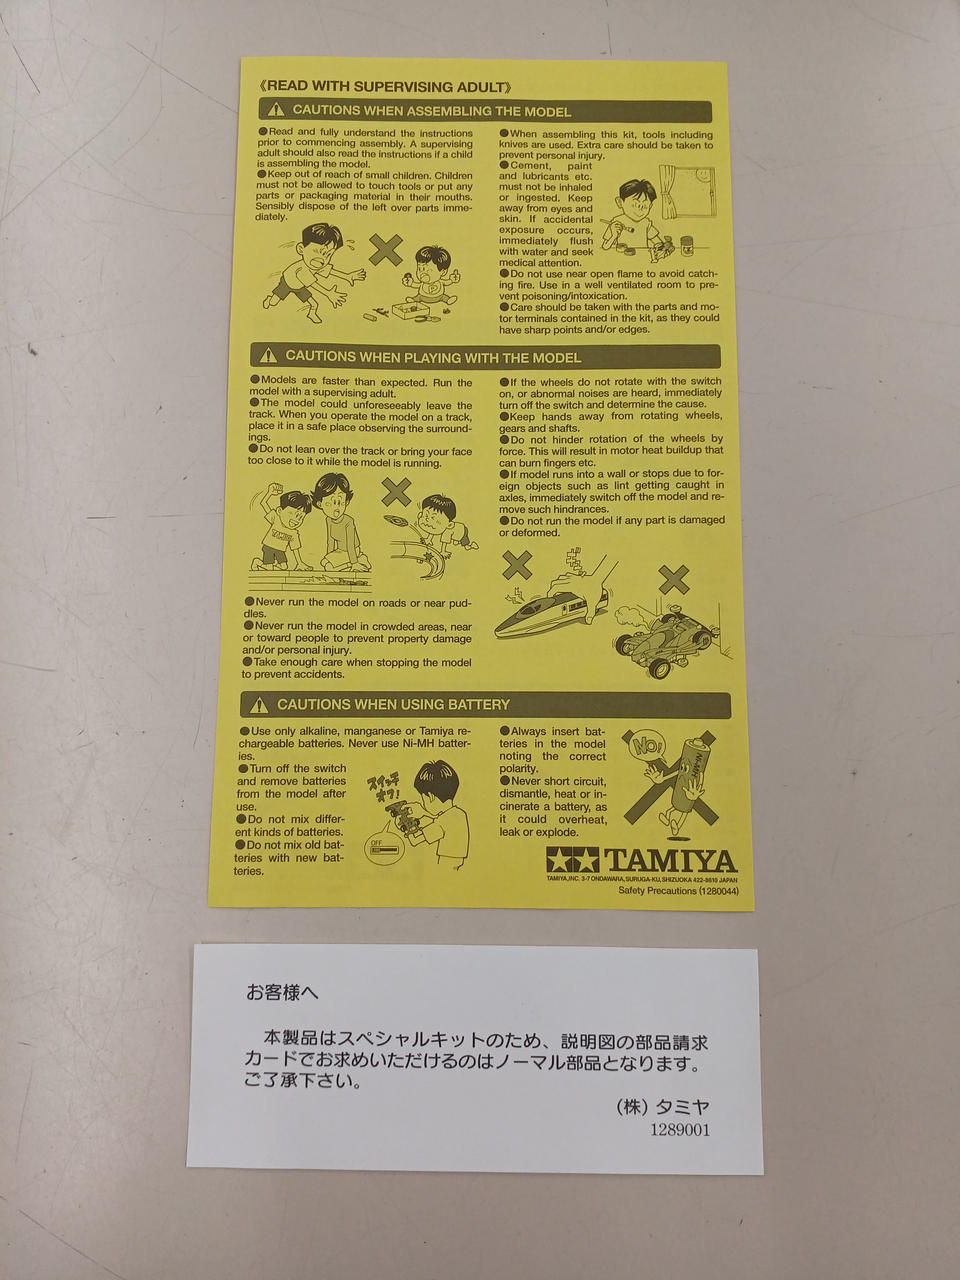 《READ WITH SUPERVISING ADULT》
CAUTIONS WHEN ASSEMBLING THE MODEL
●Read and fully understand the instructions
prior to commencing assembly. A supervising
adult should also read the instructions if a child
is assembling the model.
●Keep out of reach of small children. Children
must not be allowed to touch tools or put any
parts or packaging material in their mouths.
Sensibly dispose of the left over parts imme-
diately.
●When assembling this kit, tools including
knives are used. Extra care should be taken to
prevent personal injury.
●Cement, paint
and lubricants etc.
must not be inhaled
or ingested. Keep
away from eyes and
skin. If accidental
exposure occurs,
immediately flush
with water and seek
medical attention.
●Do not use near open flame to avoid catch-
ing fire. Use in a well ventilated room to pre-
vent poisoning/intoxication.
●Care should be taken with the parts and mo-
tor terminals contained in the kit, as they could
have sharp points and/or edges.
CAUTIONS WHEN PLAYING WITH THE MODEL
●Models are faster than expected. Run the
model with a supervising adult.
●The model could unforeseeably leave the
track. When you operate the model on a track,
place it in a safe place observing the surround-
ings.
●Do not lean over the track or bring your face
too close to it while the model is running.
TAMIYA
●Never run the model on roads or near pud-
dles.
●Never run the model in crowded areas, near
or toward people to prevent property damage
and/or personal injury.
●Take enough care when stopping the model
to prevent accidents.
●If the wheels do not rotate with the switch
on, or abnormal noises are heard, immediately
turn off the switch and determine the cause.
●Keep hands away from rotating wheels,
gears and shafts.
●Do not hinder rotation of the wheels by
force. This will result in motor heat buildup that
can burn fingers etc.
●If model runs into a wall or stops due to for-
eign objects such as lint getting caught in
axles, immediately switch off the model and re-
move such hindrances.
●Do not run the model if any part is damaged
or deformed.
CAUTIONS WHEN USING BATTERY
●Use only alkaline, manganese or Tamiya re-
chargeable batteries. Never use Ni-MH batter-
ies.
●Turn off the switch
and remove batteries
from the model after
use.
●Do not mix differ-
ent kinds of batteries.
●Do not mix old bat-
teries with new bat-
teries.
スイッチ
オフ!
OFF
●Always insert bat-
teries in the model
noting the correct
polarity.
●Never short circuit,
dismantle, heat or in-
cinerate a battery, as
it could overheat,
leak or explode.
NO!
Ni-MH
TAMIYA
TAMIYA,INC. 3-7 ONDAWARA,SURUGA-KU,SHIZUOKA 422-8610 JAPAN
Safety Precautions (1280044)
お客様へ
本製品はスペシャルキットのため、説明図の部品請求
カードでお求めいただけるのはノーマル部品となります。
ご了承下さい。
(株) タミヤ
1289001